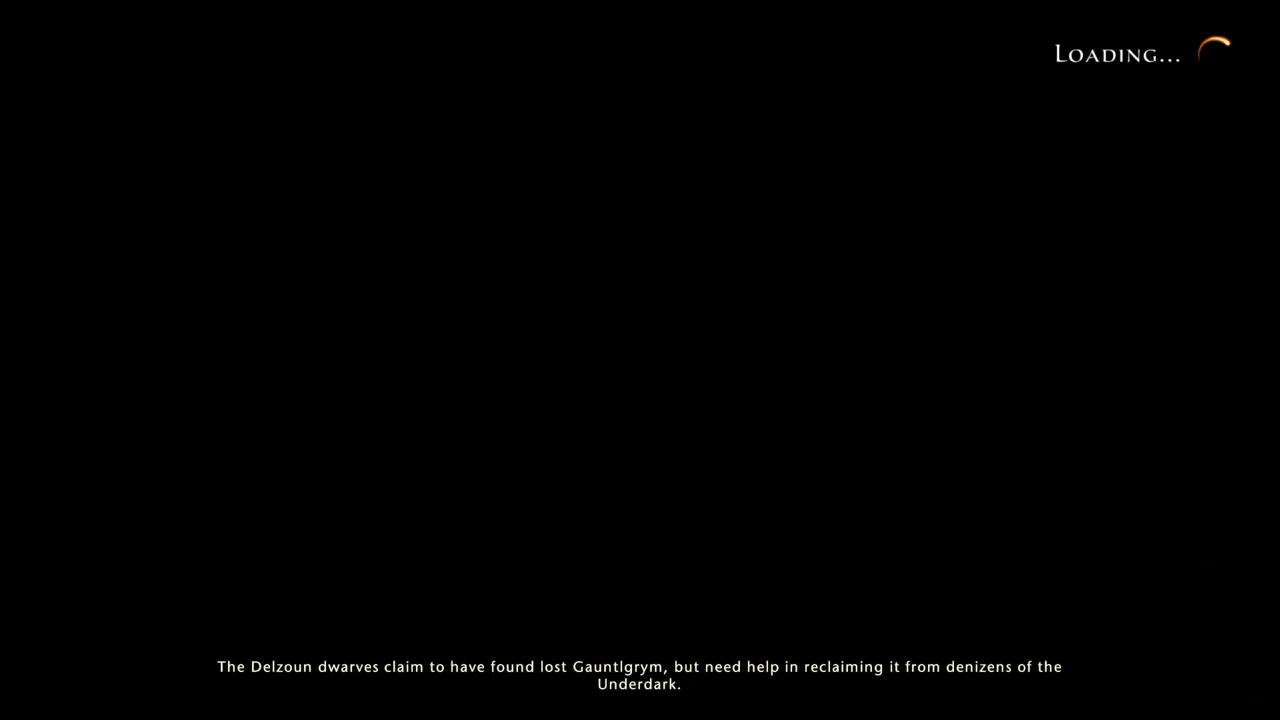 Loading...
The Delzoun dwarves claim to have found lost Gauntlgrym, but need help in reclaiming it from denizens of the
Underdark.